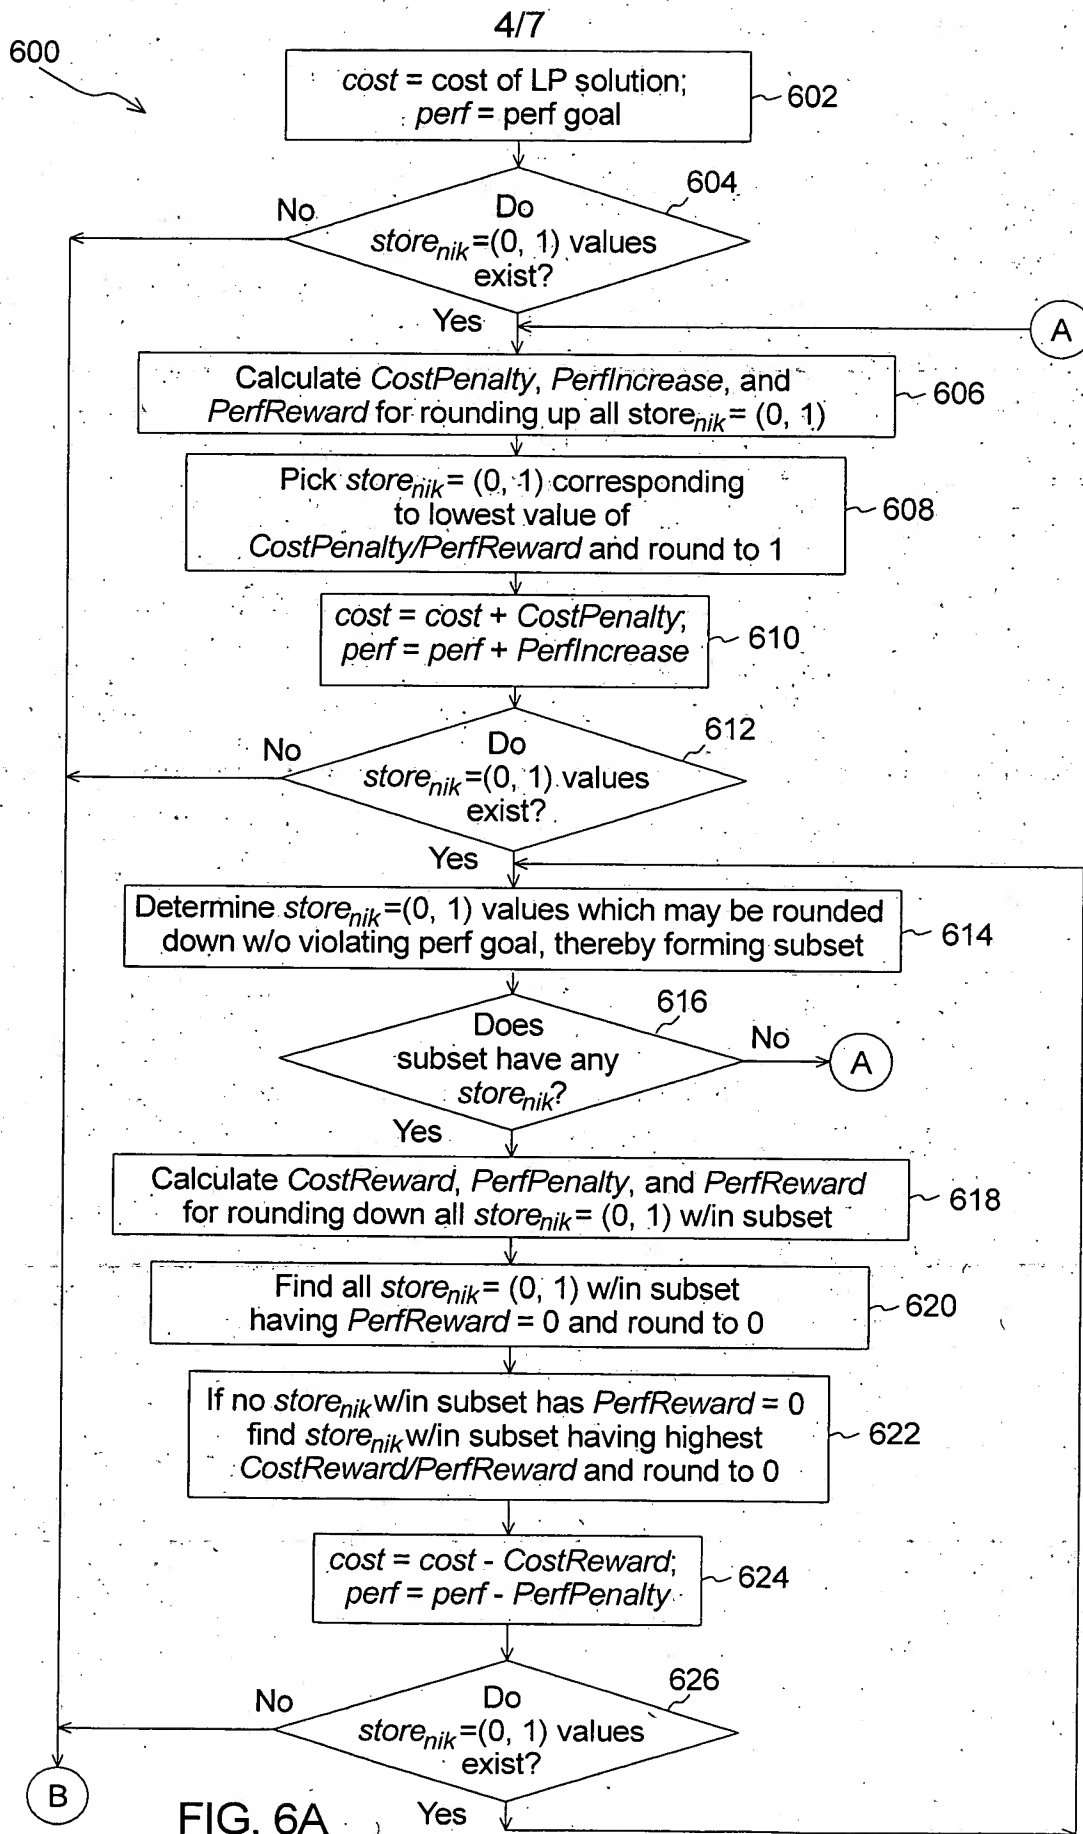 4/7
600
cost = cost of LP solution;
perf = perf goal
602
604
No
Do
store_nik=(0, 1) values
exist?
Yes
A
Calculate CostPenalty, PerfIncrease, and
PerfReward for rounding up all store_nik= (0, 1)
606
Pick store_nik= (0, 1) corresponding
to lowest value of
CostPenalty/PerfReward and round to 1
608
cost = cost + CostPenalty;
perf = perf + PerfIncrease
610
612
No
Do
store_nik=(0, 1) values
exist?
Yes
Determine store_nik=(0, 1) values which may be rounded
down w/o violating perf goal, thereby forming subset
614
616
Does
subset have any
store_nik?
No
A
Yes
Calculate CostReward, PerfPenalty, and PerfReward
for rounding down all store_nik= (0, 1) w/in subset
618
Find all store_nik= (0, 1) w/in subset
having PerfReward = 0 and round to 0
620
If no store_nik w/in subset has PerfReward = 0
find store_nik w/in subset having highest
CostReward/PerfReward and round to 0
622
cost = cost - CostReward;
perf = perf - PerfPenalty
624
626
No
Do
store_nik=(0, 1) values
exist?
B
Yes
FIG. 6A